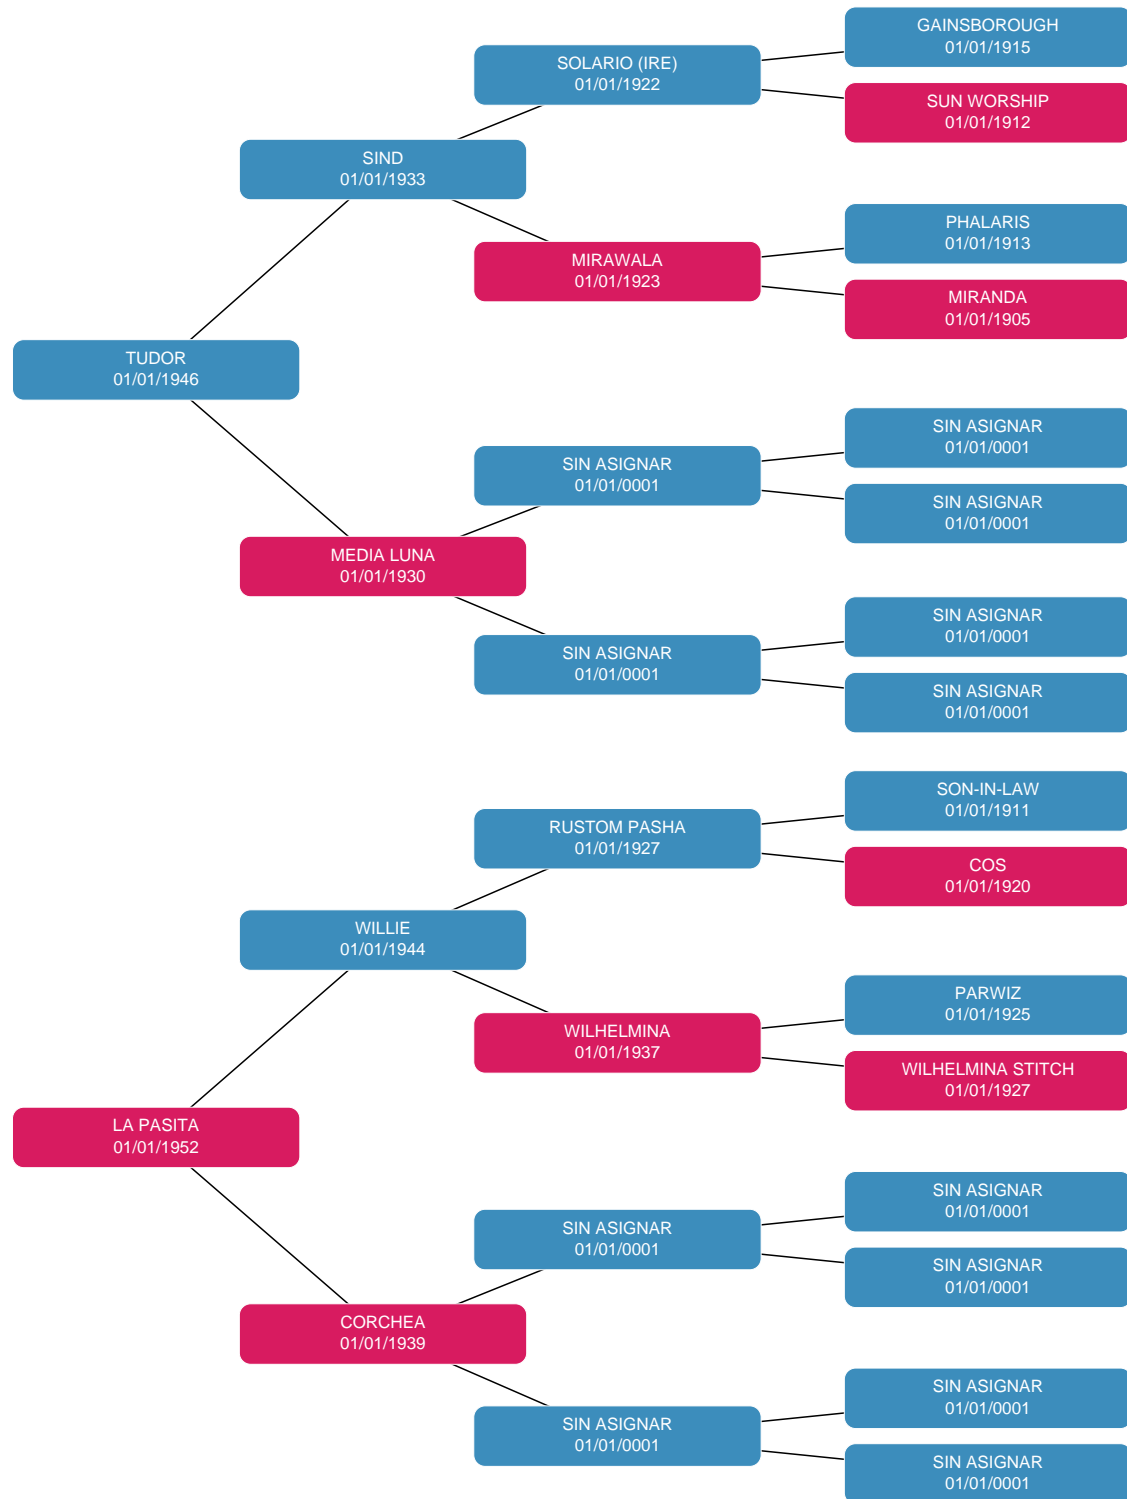 GAINSBOROUGH
01/01/1915
SOLARIO (IRE)
01/01/1922
SUN WORSHIP
01/01/1912
SIND
01/01/1933
PHALARIS
01/01/1913
MIRAWALA
01/01/1923
MIRANDA
01/01/1905
TUDOR
01/01/1946
SIN ASIGNAR
01/01/0001
SIN ASIGNAR
01/01/0001
SIN ASIGNAR
01/01/0001
MEDIA LUNA
01/01/1930
SIN ASIGNAR
01/01/0001
SIN ASIGNAR
01/01/0001
SIN ASIGNAR
01/01/0001
SON-IN-LAW
01/01/1911
RUSTOM PASHA
01/01/1927
COS
01/01/1920
WILLIE
01/01/1944
PARWIZ
01/01/1925
WILHELMINA
01/01/1937
WILHELMINA STITCH
01/01/1927
LA PASITA
01/01/1952
SIN ASIGNAR
01/01/0001
SIN ASIGNAR
01/01/0001
SIN ASIGNAR
01/01/0001
CORCHEA
01/01/1939
SIN ASIGNAR
01/01/0001
SIN ASIGNAR
01/01/0001
SIN ASIGNAR
01/01/0001